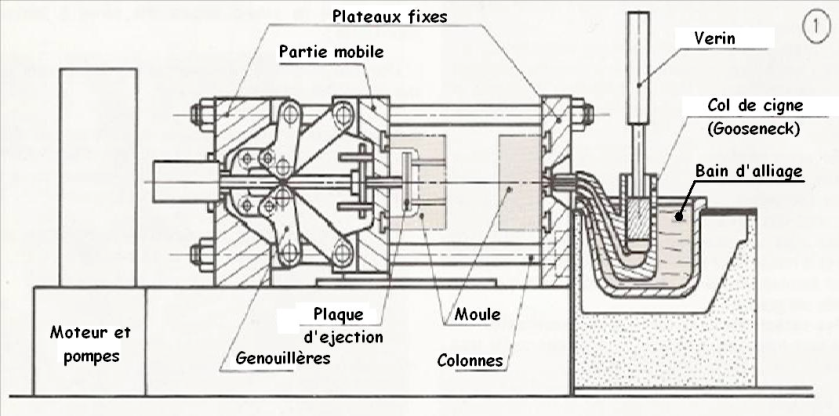 Plateaux fixes
Partie mobile
Verin
1
Col de cigne
(Gooseneck)
Bain d'alliage
Moteur et
pompes
Plaque
d'ejection
Moule
Genouillères
Colonnes